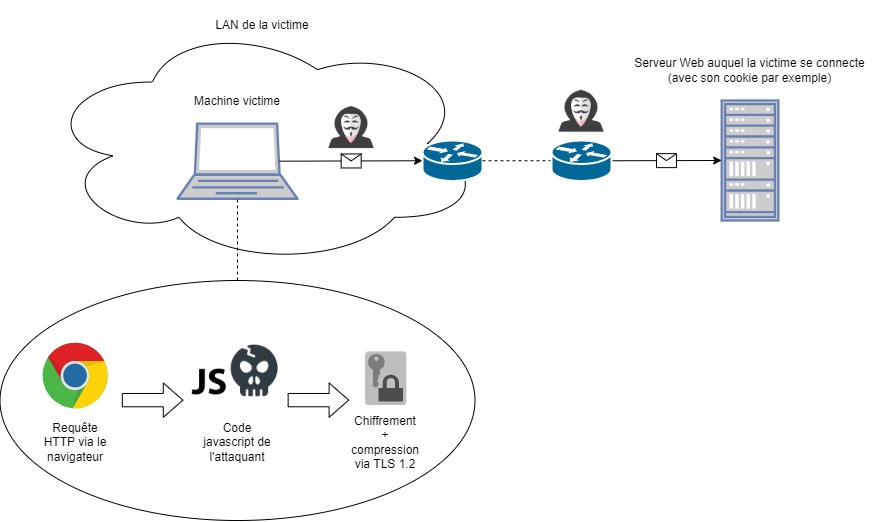 LAN de la victime
Serveur Web auquel la victime se connecte
(avec son cookie par exemple)
Machine victime
JS
Requête
HTTP via le
navigateur
Code
javascript de
l'attaquant
Chiffrement
+
compression
via TLS 1.2